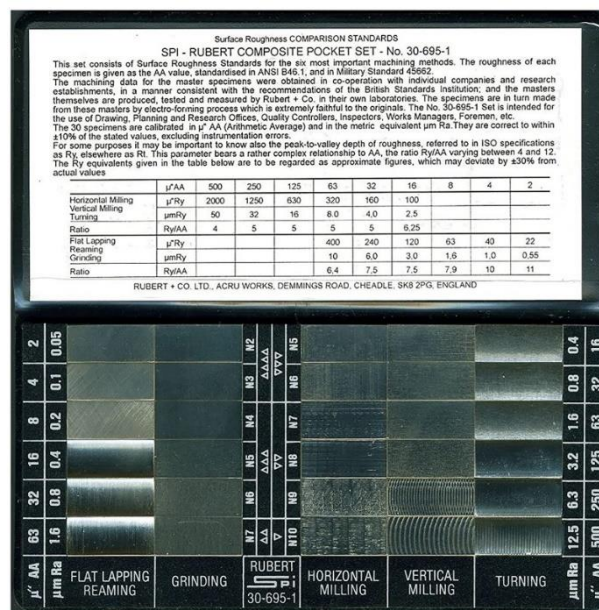 Surface Roughness COMPARISON STANDARDS
SPI - RUBERT COMPOSITE POCKET SET - No. 30-695-1
This set consists of Surface Roughness Standards for the six most important machining methods. The roughness of each
specimen is given as the AA value, standardised in ANSI B46.1, and in Military Standard 45662.
The machining data for the master specimens were obtained in co-operation with individual companies and research
establishments, in a manner consistent with the recommendations of the British Standards Institution; and the masters
themselves are produced, tested and measured by Rubert + Co. in their own laboratories. The specimens are in turn made
from these masters by electro-forming process which is extremely faithful to the originals. The No. 30-695-1 Set is intended for
the use of Drawing, Planning and Research Offices, Quality Controllers, Inspectors, Works Managers, Foremen, etc.
The 30 specimens are calibrated in µ" AA (Arithmetic Average) and in the metric equivalent µm Ra.They are correct to within
±10% of the stated values, excluding instrumentation errors.
For some purposes it may be important to know also the peak-to-valley depth of roughness, referred to in ISO specifications
as Ry, elsewhere as Rt. This parameter bears a rather complex relationship to AA, the ratio Ry/AA varying between 4 and 12.
The Ry equivalents given in the table below are to be regarded as approximate figures, which may deviate by ±30% from
actual values
µ"AA 500 250 125 63 32 16 8 4 2
Horizontal Milling µ"Ry 2000 1250 630 320 160 100
Vertical Milling
Turning µmRy 50 32 16 8.0 4.0 2.5
Ratio Ry/AA 4 5 5 5 5 6.25
Flat Lapping µ"Ry 400 240 120 63 40 22
Reaming
Grinding µmRy 10 6.0 3.0 1,6 1,0 0.55
Ratio Ry/AA 6,4 7.5 7.5 7.9 10 11
RUBERT + CO. LTD., ACRU WORKS, DEMMINGS ROAD, CHEADLE, SK8 2PG, ENGLAND
2 0.05 N2 N5 0.4 16
4 0.1 N3 N6 0.8 32
8 0.2 N4 N7 1.6 63
16 0.4 N5 N8 3.2 125
32 0.8 N6 N9 6.3 250
63 1.6 N7 N10 12.5 500
µ" AA µm Ra FLAT LAPPING REAMING GRINDING RUBERT SPi 30-695-1 HORIZONTAL MILLING VERTICAL MILLING TURNING µm Ra µ" AA